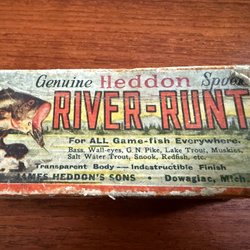 Genuine Heddon Spook
RIVER-RUNT
For ALL Game-fish Everywhere.
Bass, Wall-eyes, G.N. Pike, Lake Trout, Muskies,
Salt Water Trout, Snook, Redfish, etc.
Transparent Body — Indestructible Finish
JAMES HEDDON'S SONS - Dowagiac, Mich.